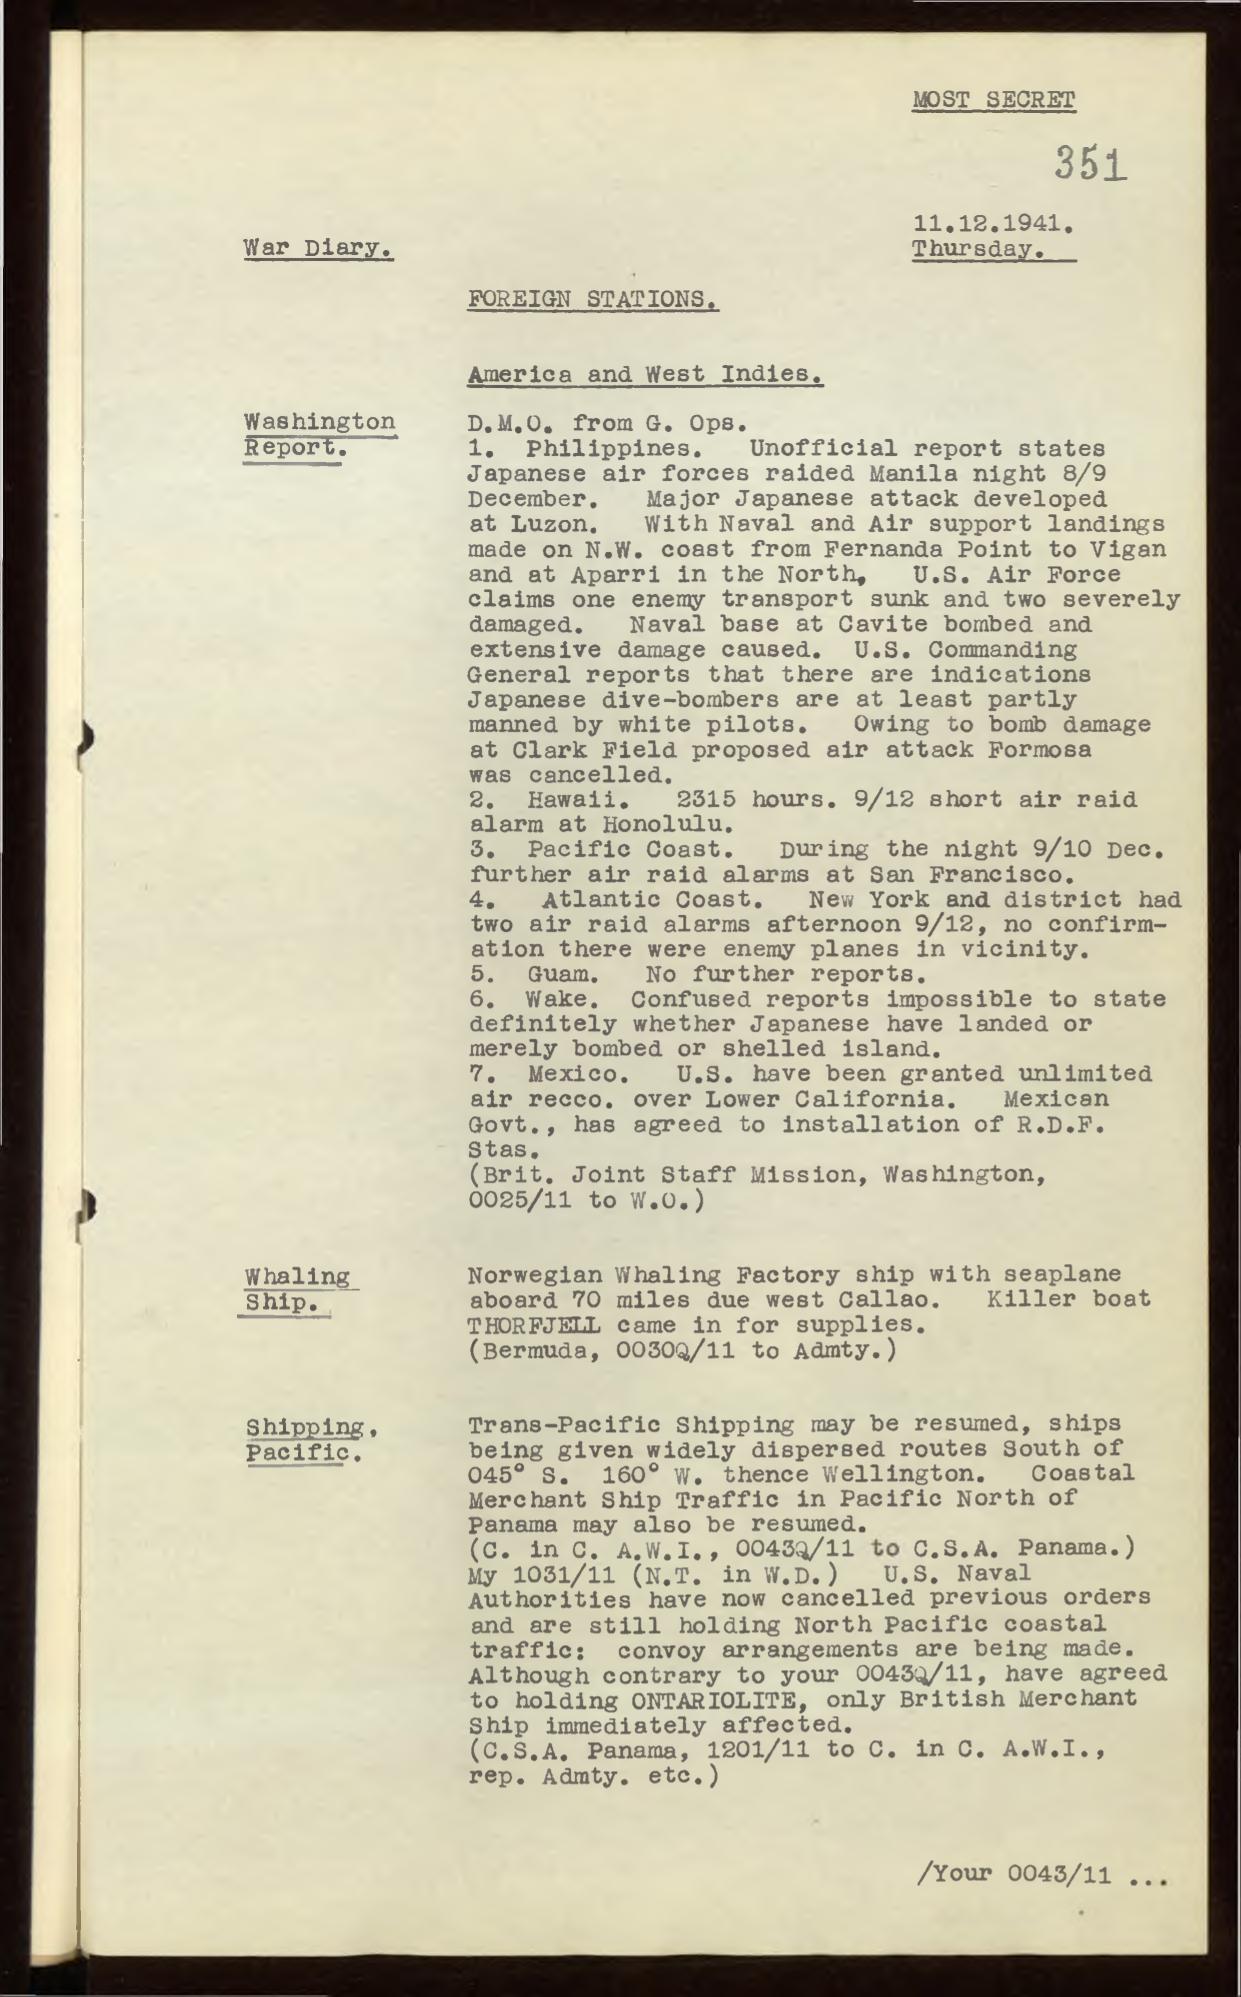 MOST SECRET
351
11.12.1941.
War Diary.
Thursday.
FOREIGN STATIONS.
America and West Indies.
Washington
Report.
D.M.O. from G. Ops.
1. Philippines. Unofficial report states
Japanese air forces raided Manila night 8/9
December. Major Japanese attack developed
at Luzon. With Naval and Air support landings
made on N.W. coast from Fernanda Point to Vigan
and at Aparri in the North, U.S. Air Force
claims one enemy transport sunk and two severely
damaged. Naval base at Cavite bombed and
extensive damage caused. U.S. Commanding
General reports that there are indications
Japanese dive-bombers are at least partly
manned by white pilots. Owing to bomb damage
at Clark Field proposed air attack Formosa
was cancelled.
2. Hawaii. 2315 hours. 9/12 short air raid
alarm at Honolulu.
3. Pacific Coast. During the night 9/10 Dec.
further air raid alarms at San Francisco.
4. Atlantic Coast. New York and district had
two air raid alarms afternoon 9/12, no confirm-
ation there were enemy planes in vicinity.
5. Guam. No further reports.
6. Wake. Confused reports impossible to state
definitely whether Japanese have landed or
merely bombed or shelled island.
7. Mexico. U.S. have been granted unlimited
air recco. over Lower California. Mexican
Govt., has agreed to installation of R.D.F.
Stas.
(Brit. Joint Staff Mission, Washington,
0025/11 to W.O.)
Whaling
Ship.
Norwegian Whaling Factory ship with seaplane
aboard 70 miles due west Callao. Killer boat
THORFJELL came in for supplies.
(Bermuda, 0030Q/11 to Admty.)
Shipping,
Pacific.
Trans-Pacific Shipping may be resumed, ships
being given widely dispersed routes South of
045° S. 160° W. thence Wellington. Coastal
Merchant Ship Traffic in Pacific North of
Panama may also be resumed.
(C. in C. A.W.I., 0043Q/11 to C.S.A. Panama.)
My 1031/11 (N.T. in W.D.) U.S. Naval
Authorities have now cancelled previous orders
and are still holding North Pacific coastal
traffic: convoy arrangements are being made.
Although contrary to your 0043Q/11, have agreed
to holding ONTARIOLITE, only British Merchant
Ship immediately affected.
(C.S.A. Panama, 1201/11 to C. in C. A.W.I.,
rep. Admty. etc.)
/Your 0043/11 ...